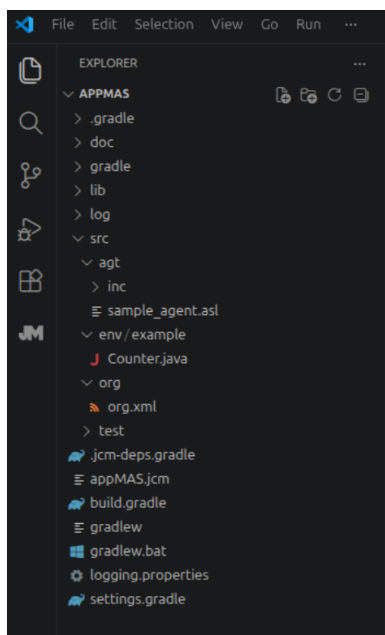 File Edit Selection View Go Run ...
EXPLORER ...
APPMAS
.gradle
doc
gradle
lib
log
src
agt
inc
sample_agent.asl
env/example
J Counter.java
org
org.xml
test
.jcm-deps.gradle
appMAS.jcm
build.gradle
gradlew
gradlew.bat
logging.properties
settings.gradle
JM